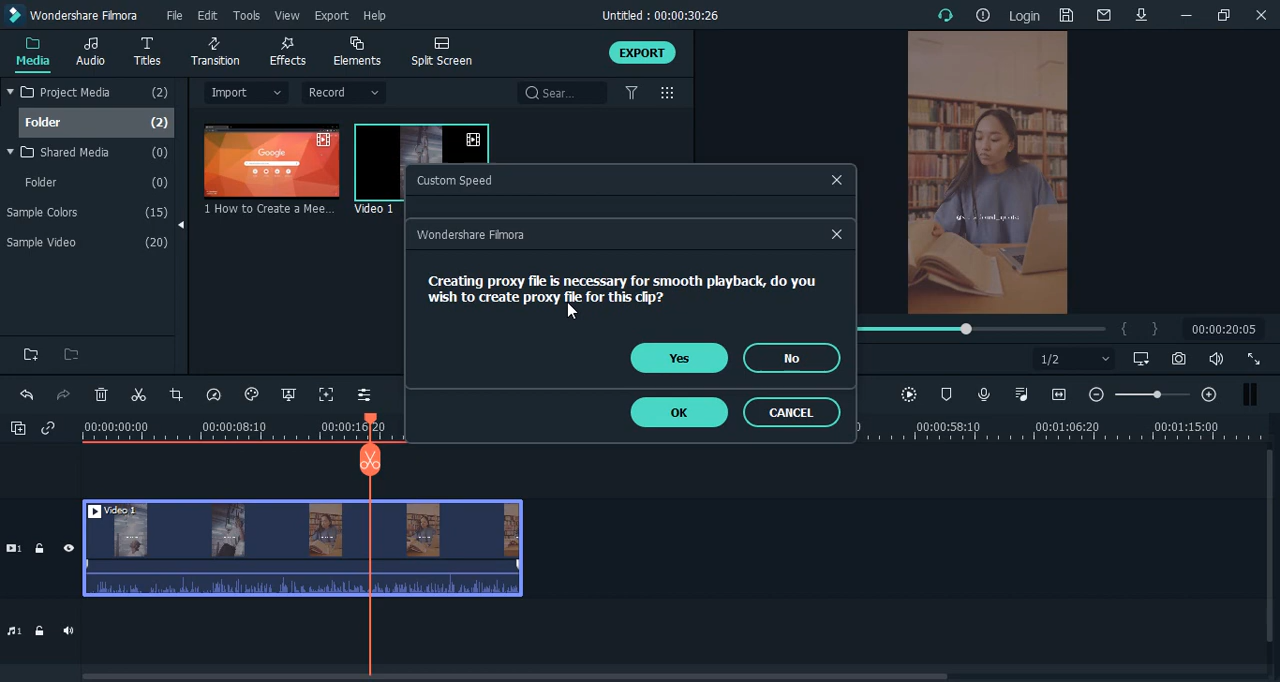 Wondershare Filmora
File Edit Tools View Export Help
Untitled : 00:00:30:26
Login
Media Audio Titles Transition Effects Elements Split Screen
EXPORT
Project Media (2)
Folder (2)
Shared Media (0)
Folder (0)
Sample Colors (15)
Sample Video (20)
Import Record Sear...
Google
1 How to Create a Mee...
Video 1
Custom Speed
Wondershare Filmora
Creating proxy file is necessary for smooth playback, do you
wish to create proxy file for this clip?
Yes No
OK CANCEL
00:00:20:05
1/2
00:00:00:00 00:00:08:10 00:00:16:20 00:00:58:10 00:01:06:20 00:01:15:00
Video 1
1
1